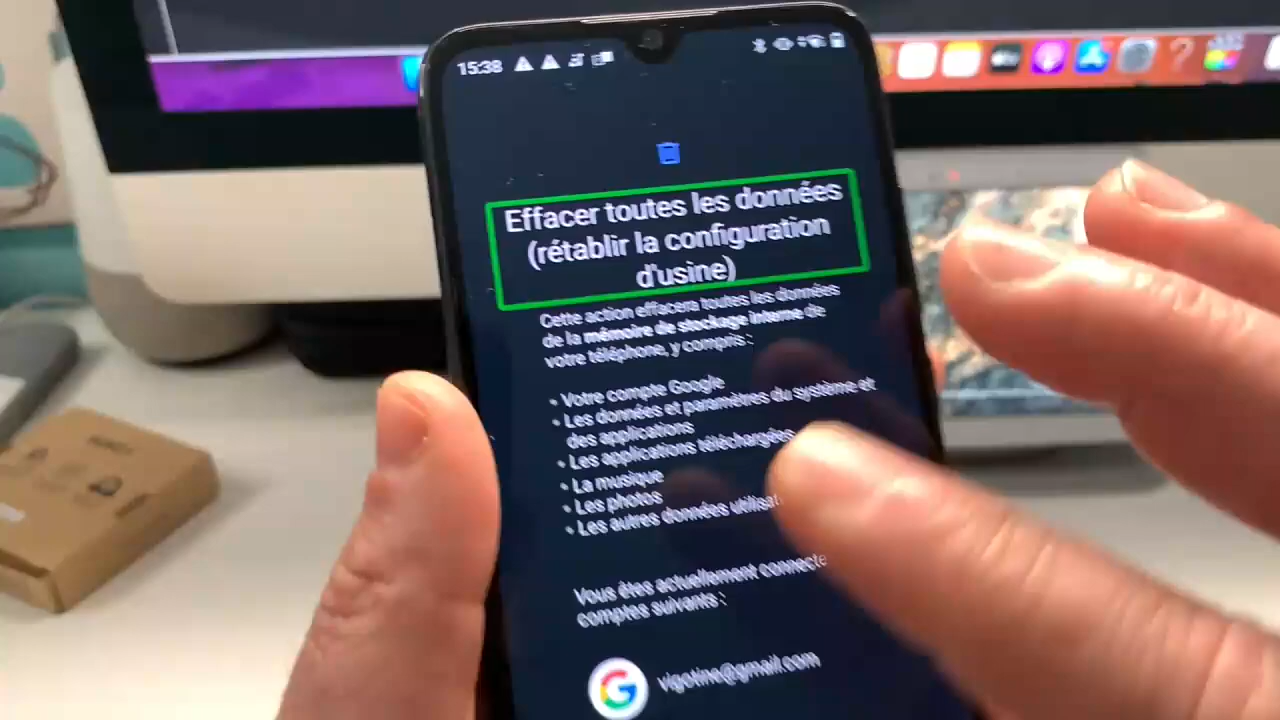 15:38
Effacer toutes les données
(rétablir la configuration
d'usine)
Cette action effacera toutes les données
de la mémoire de stockage interne de
votre téléphone, y compris :
• Votre compte Google
• Les données et paramètres du système et
des applications
• Les applications téléchargées
• La musique
• Les photos
• Les autres données
Vous êtes actuellement
comptes suivants :
vigotine@gmail.com